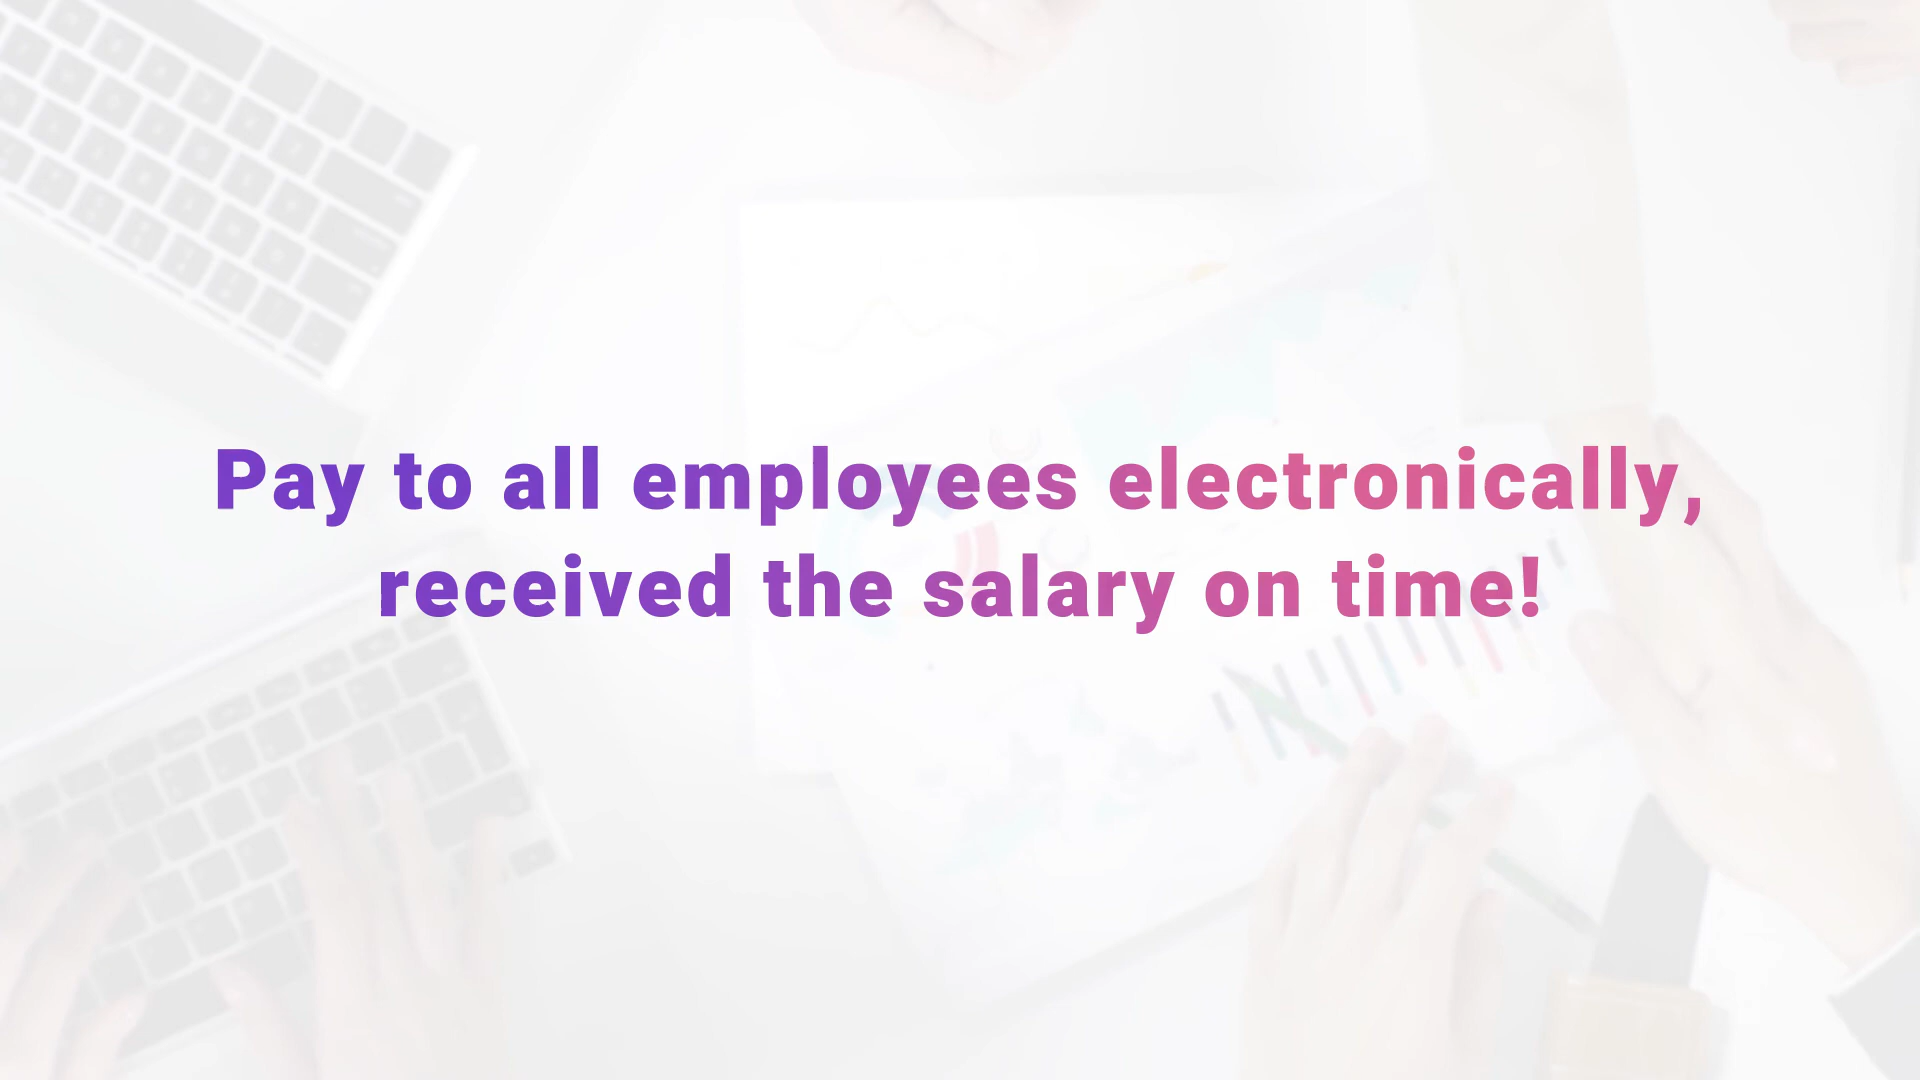 Pay to all employees electronically,
received the salary on time!